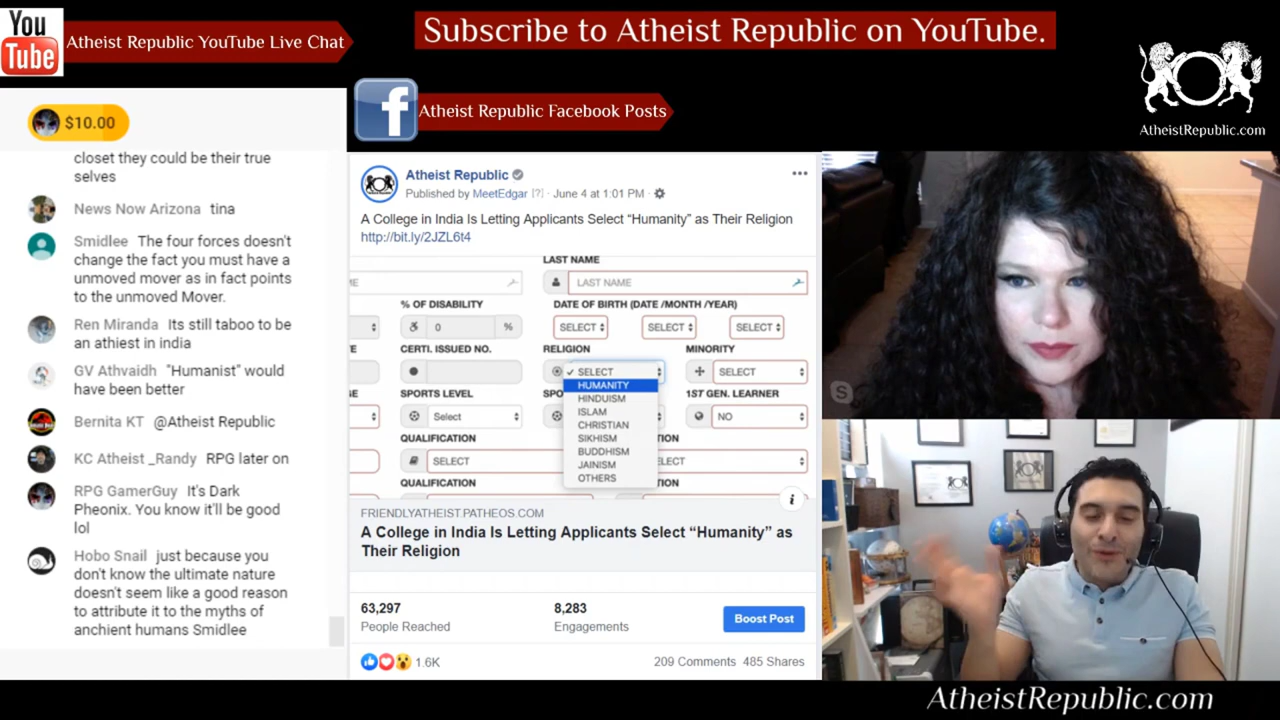 You
Tube
Atheist Republic YouTube Live Chat
Subscribe to Atheist Republic on YouTube.
AtheistRepublic.com
Atheist Republic Facebook Posts
$10.00
closet they could be their true
selves
News Now Arizona tina
Smidlee The four forces doesn't
change the fact you must have a
unmoved mover as in fact points
to the unmoved Mover.
Ren Miranda Its still taboo to be
an athiest in india
GV Athvaidh "Humanist" would
have been better
Bernita KT @Atheist Republic
KC Atheist _Randy RPG later on
RPG GamerGuy It's Dark
Pheonix. You know it'll be good
lol
Hobo Snail just because you
don't know the ultimate nature
doesn't seem like a good reason
to attribute it to the myths of
anchient humans Smidlee
Atheist Republic
Published by MeetEdgar [?] · June 4 at 1:01 PM ·
A College in India Is Letting Applicants Select “Humanity” as Their Religion
http://bit.ly/2JZL6t4
LAST NAME
ME LAST NAME
% OF DISABILITY DATE OF BIRTH (DATE /MONTH /YEAR)
0 % SELECT SELECT SELECT
TE CERTI. ISSUED NO. RELIGION MINORITY
SELECT SELECT
HUMANITY
HINDUISM
ISLAM
CHRISTIAN
SIKHISM
BUDDHISM
JAINISM
OTHERS
GE SPORTS LEVEL SPO 1ST GEN. LEARNER
Select NO
QUALIFICATION TION
SELECT LECT
QUALIFICATION TION
i
FRIENDLYATHEIST.PATHEOS.COM
A College in India Is Letting Applicants Select “Humanity” as
Their Religion
63,297 8,283
People Reached Engagements
Boost Post
1.6K 209 Comments 485 Shares
AtheistRepublic.com